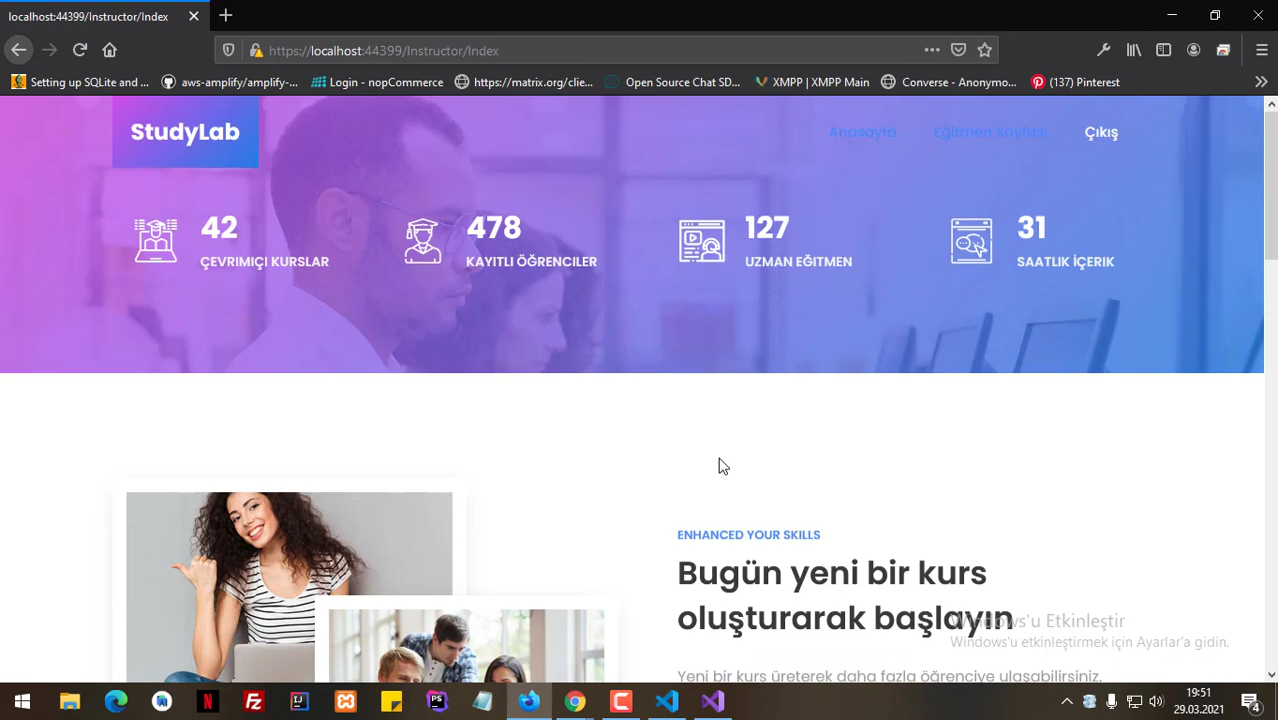 localhost:44399/Instructor/Index
https://localhost:44399/Instructor/Index
Setting up SQLite and ...
aws-amplify/amplify-...
Login - nopCommerce
https://matrix.org/clie...
Open Source Chat SD...
XMPP | XMPP Main
Converse - Anonymo...
(137) Pinterest
StudyLab
Anasayfa
Eğitmen Sayfası
Çıkış
42
ÇEVRIMIÇI KURSLAR
478
KAYITLI ÖĞRENCILER
127
UZMAN EĞITMEN
31
SAATLIK İÇERIK
ENHANCED YOUR SKILLS
Bugün yeni bir kurs
oluşturarak başlayın
Windows'u Etkinleştir
Windows'u etkinleştirmek için Ayarlar'a gidin.
Yeni bir kurs üreterek daha fazla öğrenciye ulaşabilirsiniz.
19:51
29.03.2021
4